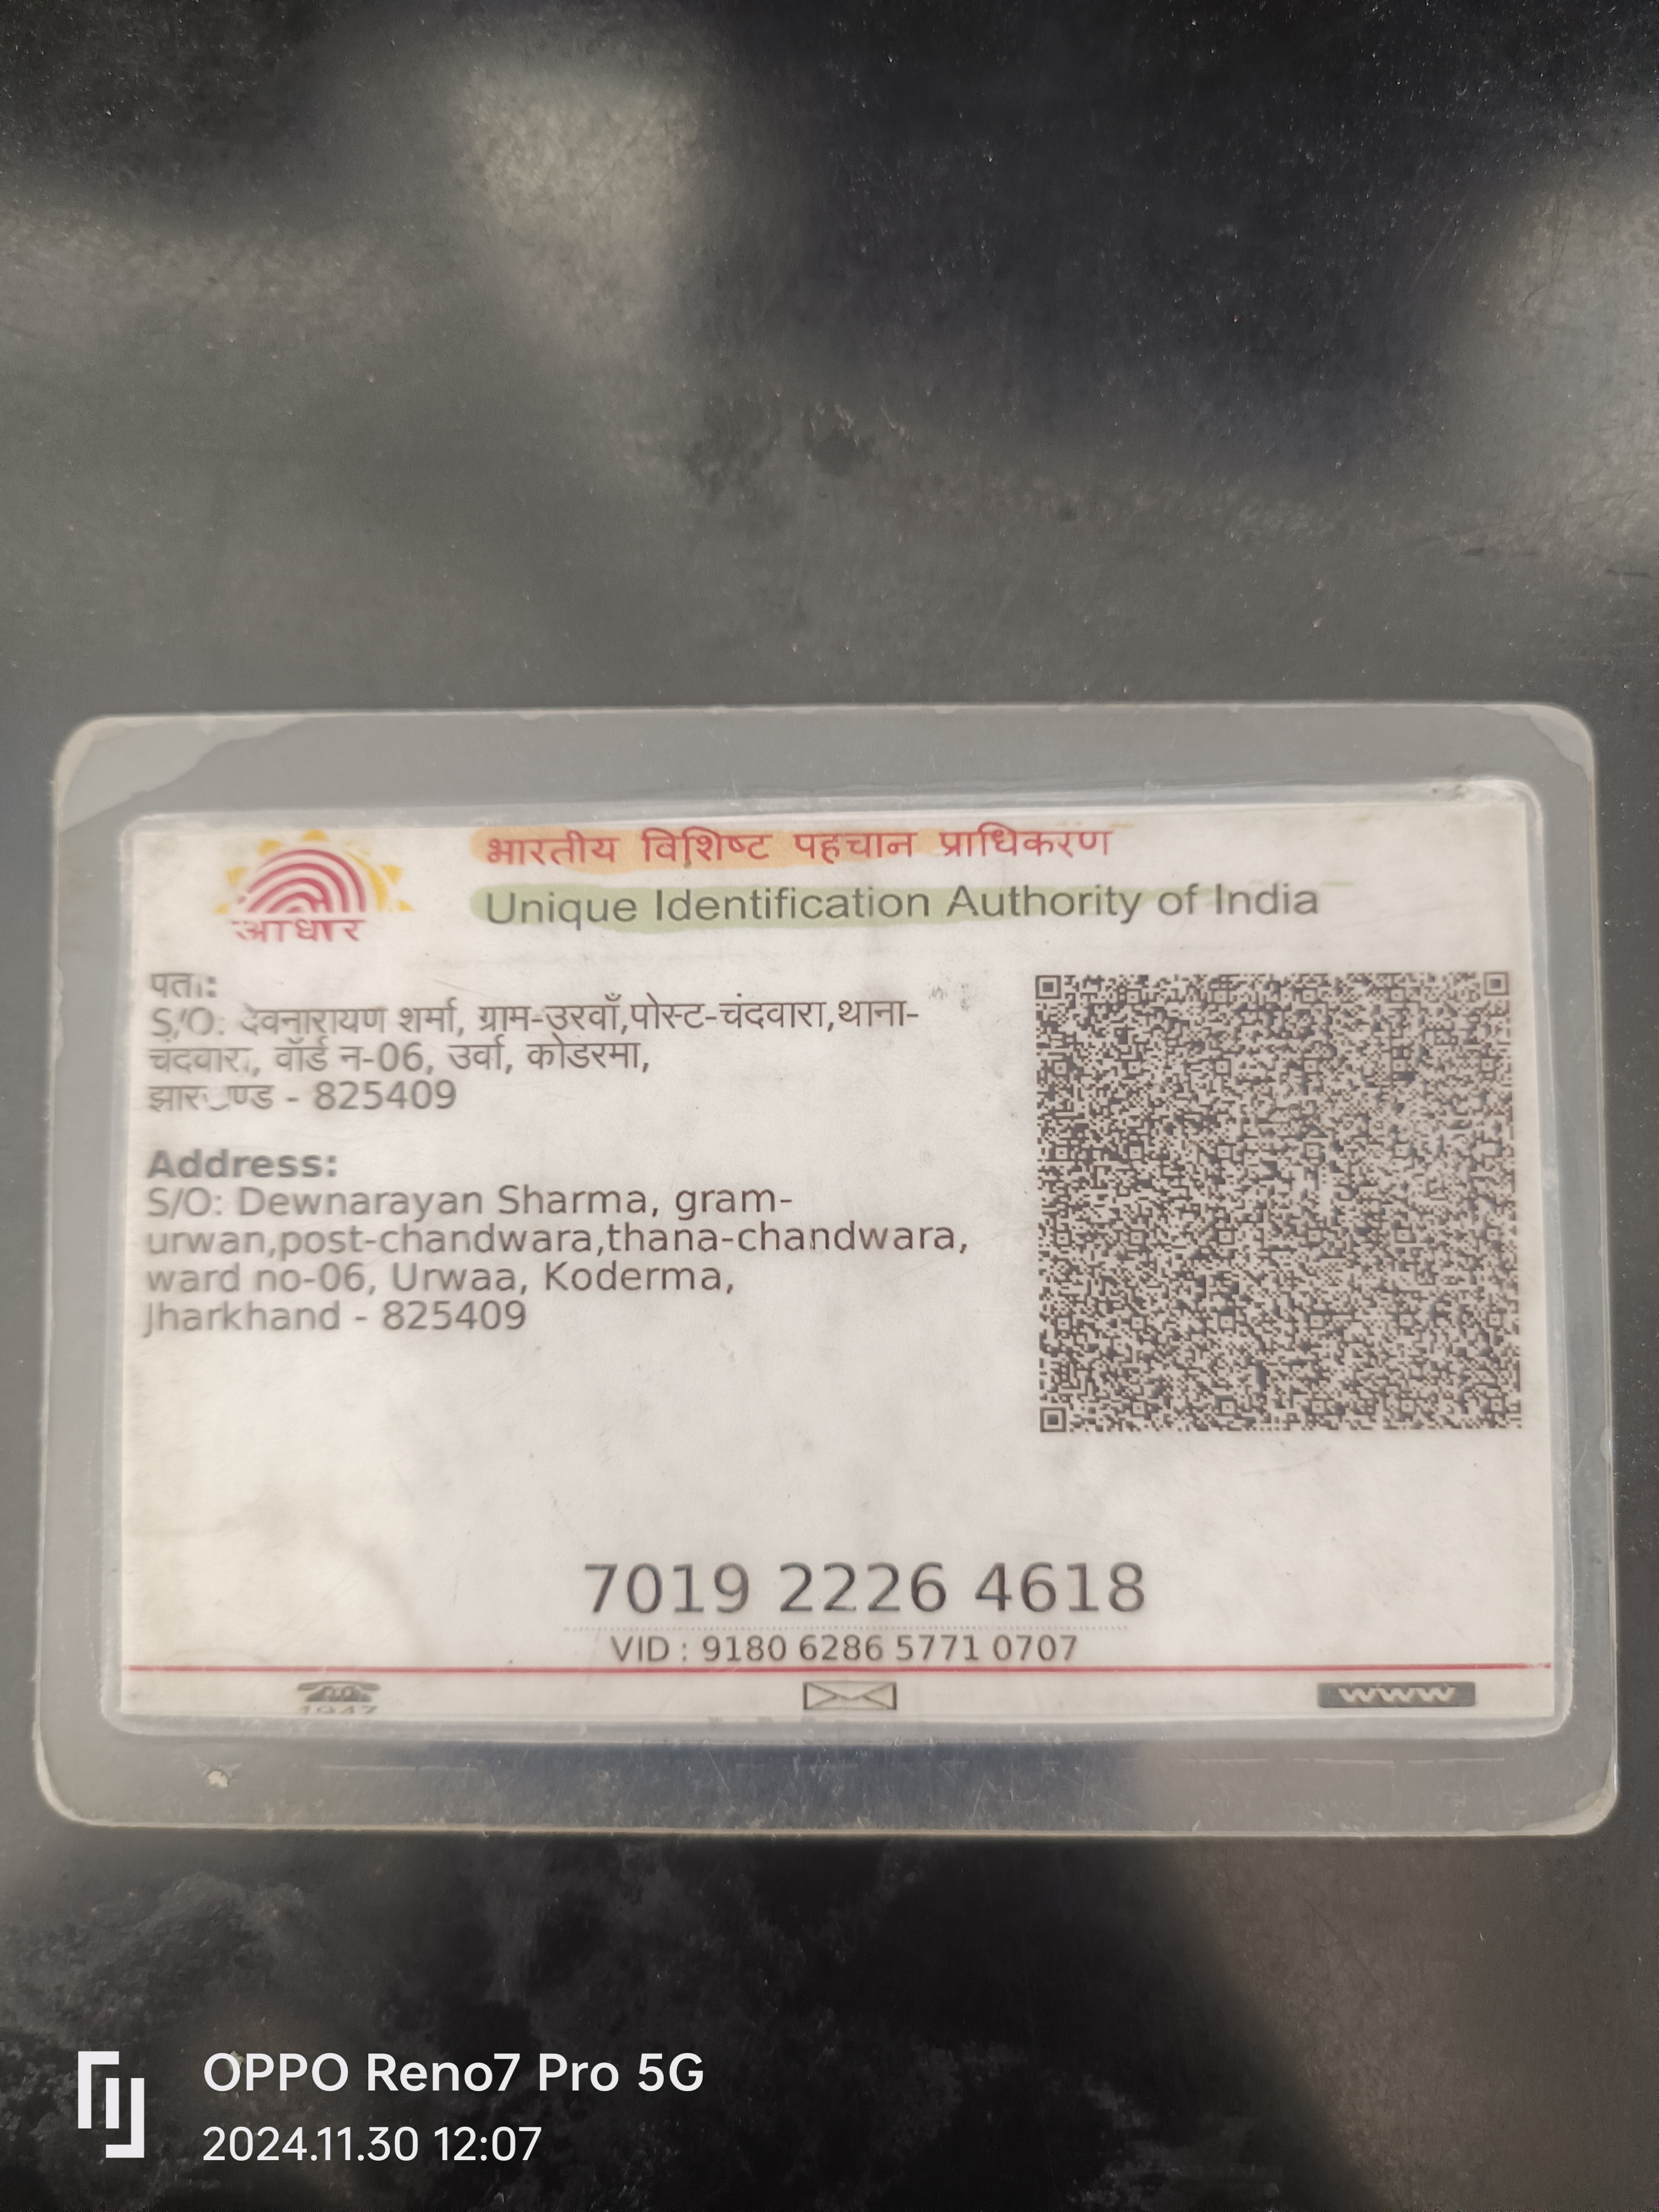 भारतीय विशिष्ट पहचान प्राधिकरण
Unique Identification Authority of India
आधार
पता:
S/O: देवनारायण शर्मा, ग्राम-उरवाँ,पोस्ट-चंदवारा,थाना-
चंदवारा, वॉर्ड न-06, उर्वा, कोडरमा,
झारखण्ड - 825409
Address:
S/O: Dewnarayan Sharma, gram-
urwan,post-chandwara,thana-chandwara,
ward no-06, Urwaa, Koderma,
Jharkhand - 825409
7019 2226 4618
VID : 9180 6286 5771 0707
1947
www
OPPO Reno7 Pro 5G
2024.11.30 12:07